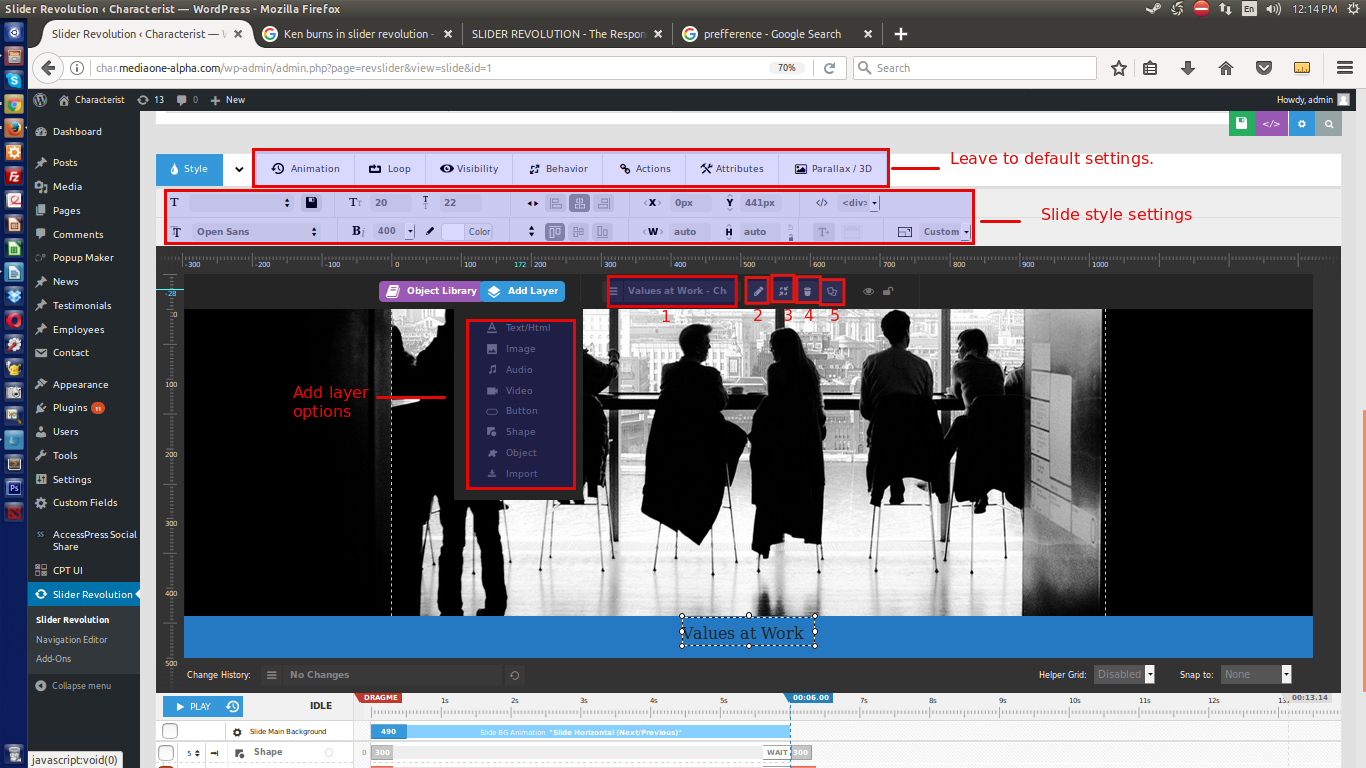 Slider Revolution ‹ Characterist — WordPress - Mozilla Firefox
En 12:14 PM
Slider Revolution ‹ Characterist — W
Ken burns in slider revolution -
SLIDER REVOLUTION - The Respon
prefference - Google Search
char.mediaone-alpha.com/wp-admin/admin.php?page=revslider&view=slide&id=1
70%
Search
Characterist 13 0 New
Howdy, admin
Dashboard
Posts
Media
Pages
Comments
Popup Maker
News
Testimonials
Employees
Contact
Appearance
Plugins 11
Users
Tools
Settings
Custom Fields
AccessPress Social
Share
CPT UI
Slider Revolution
Slider Revolution
Navigation Editor
Add-Ons
Collapse menu
javascript:void(0)
</>
Style Animation Loop Visibility Behavior Actions Attributes Parallax / 3D
Leave to default settings.
T TT 20 22 X 0px Y 441px </> <div>
Slide style settings
T Open Sans B 400 Color W auto H auto T+ Custom
-300 -200 -100 0 100 172 200 300 400 500 600 700 800 900 1000
-28
Object Library Add Layer Values at Work - Ch
1 2 3 4 5
0
100
200
300
400
500
Text/Html
Image
Audio
Video
Button
Shape
Object
Import
Add layer
options
Values at Work
Change History: No Changes Helper Grid: Disabled Snap to: None
PLAY IDLE DRAGME 1s 2s 3s 4s 5s 00:06.00 7s 8s 9s 00:13.14
490 Slide Main Background Slide BG Animation "Slide Horizontal (Next/Previous)"
5 Shape 0 300 WAIT 300